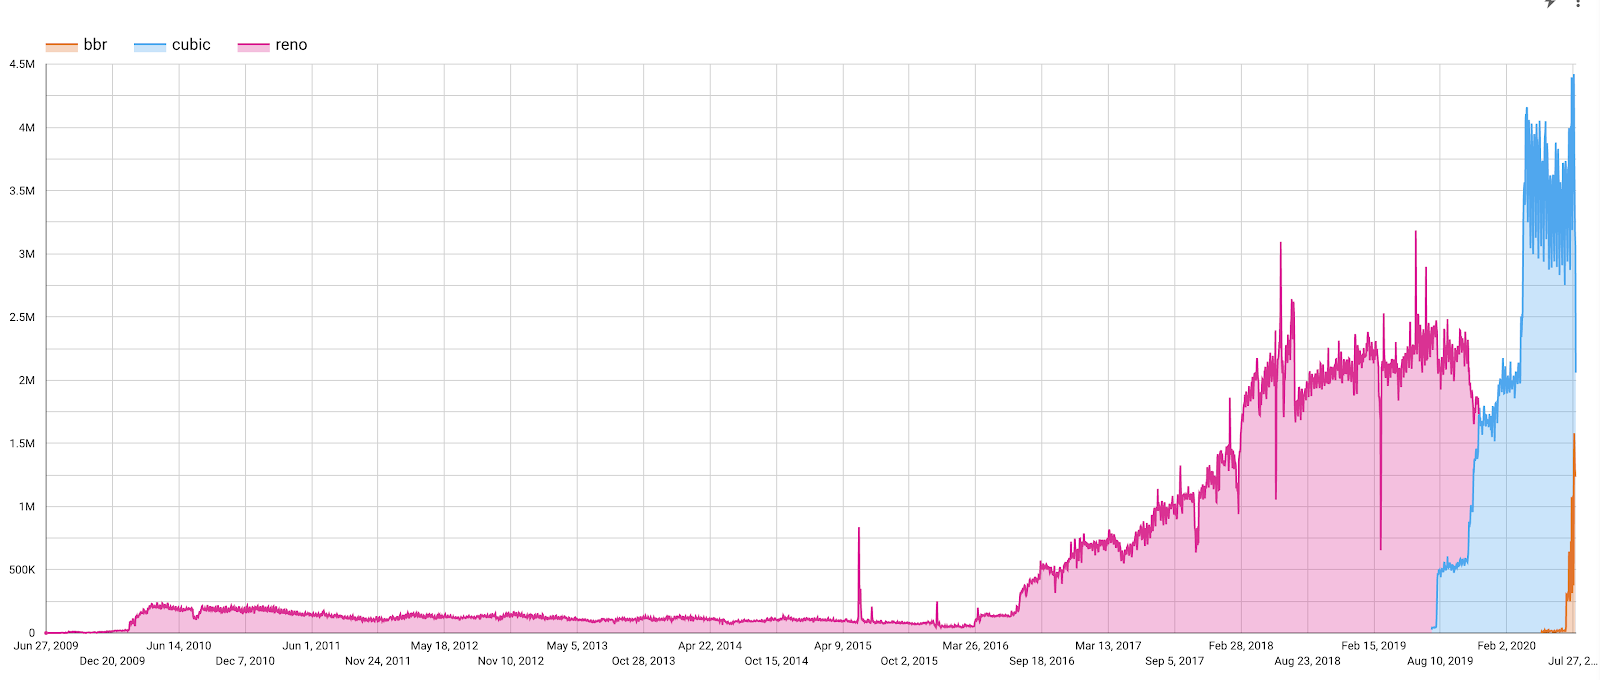 bbr cubic reno
4.5M
4M
3.5M
3M
2.5M
2M
1.5M
1M
500K
0
Jun 27, 2009 Jun 14, 2010 Jun 1, 2011 May 18, 2012 May 5, 2013 Apr 22, 2014 Apr 9, 2015 Mar 26, 2016 Mar 13, 2017 Feb 28, 2018 Feb 15, 2019 Feb 2, 2020
Dec 20, 2009 Dec 7, 2010 Nov 24, 2011 Nov 10, 2012 Oct 28, 2013 Oct 15, 2014 Oct 2, 2015 Sep 18, 2016 Sep 5, 2017 Aug 23, 2018 Aug 10, 2019 Jul 27, 2...